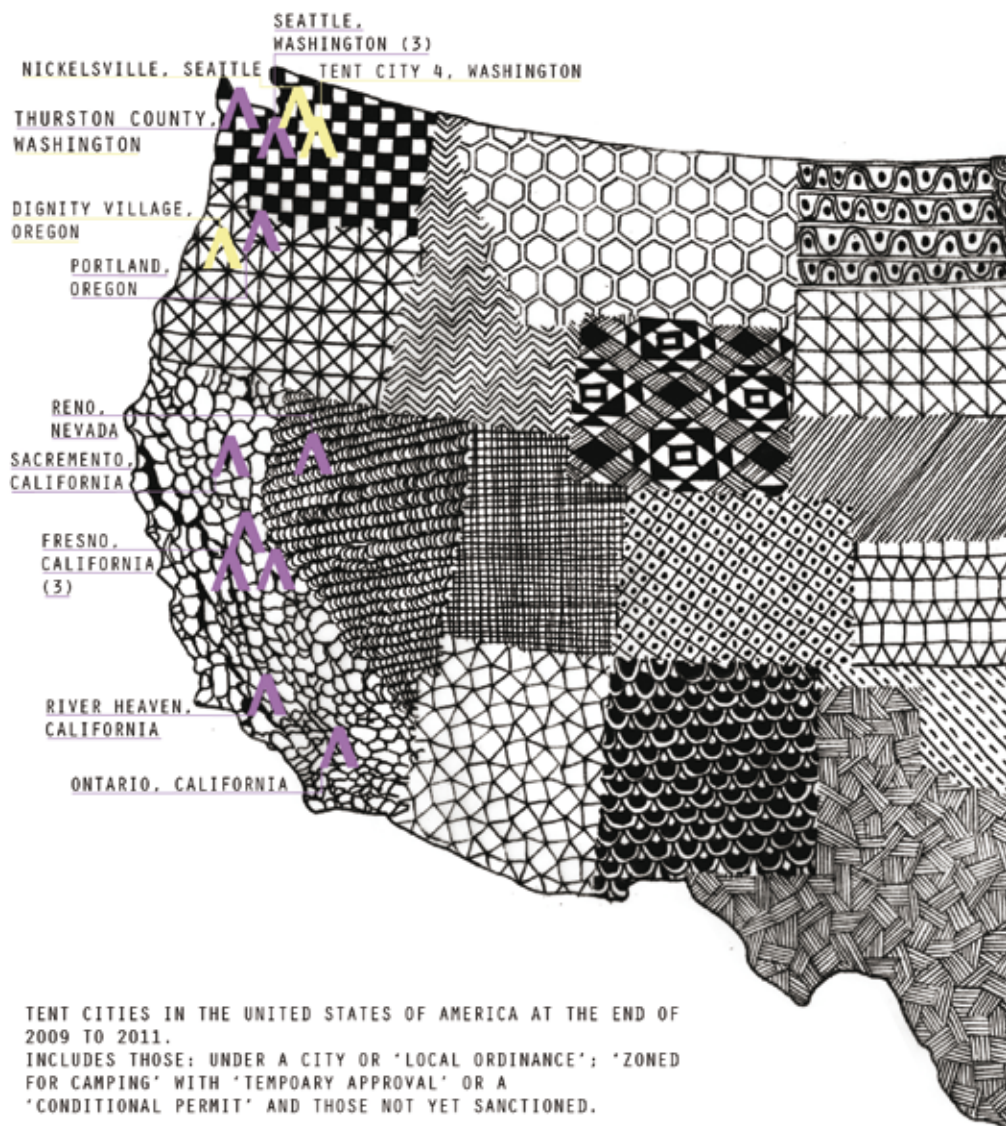 SEATTLE,
WASHINGTON (3)
NICKELSVILLE, SEATTLE
TENT CITY 4, WASHINGTON
THURSTON COUNTY,
WASHINGTON
DIGNITY VILLAGE,
OREGON
PORTLAND,
OREGON
RENO,
NEVADA
SACREMENTO,
CALIFORNIA
FRESNO,
CALIFORNIA
(3)
RIVER HEAVEN,
CALIFORNIA
ONTARIO, CALIFORNIA
TENT CITIES IN THE UNITED STATES OF AMERICA AT THE END OF
2009 TO 2011.
INCLUDES THOSE: UNDER A CITY OR 'LOCAL ORDINANCE'; 'ZONED
FOR CAMPING' WITH 'TEMPOARY APPROVAL' OR A
'CONDITIONAL PERMIT' AND THOSE NOT YET SANCTIONED.